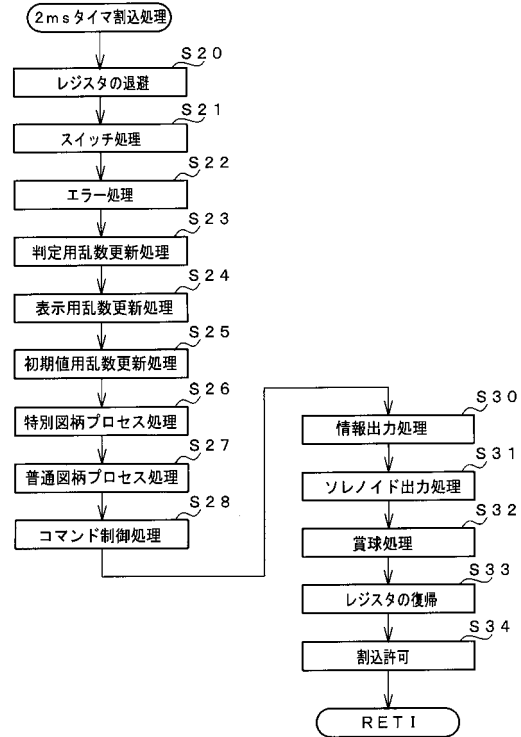 ２ｍｓタイマ割込処理
Ｓ２０
レジスタの退避
Ｓ２１
スイッチ処理
Ｓ２２
エラー処理
Ｓ２３
判定用乱数更新処理
Ｓ２４
表示用乱数更新処理
Ｓ２５
初期値用乱数更新処理
Ｓ２６
特別図柄プロセス処理
Ｓ２７
普通図柄プロセス処理
Ｓ２８
コマンド制御処理
Ｓ３０
情報出力処理
Ｓ３１
ソレノイド出力処理
Ｓ３２
賞球処理
Ｓ３３
レジスタの復帰
Ｓ３４
割込許可
ＲＥＴＩ